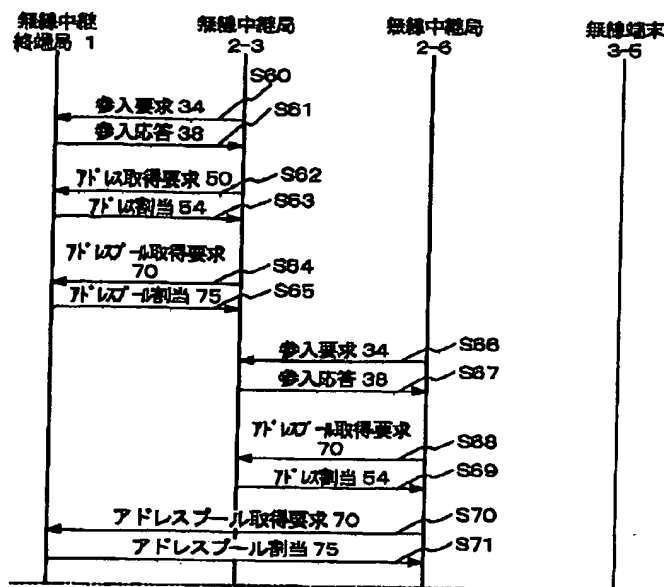 無線中継
終端局 1
無線中継局
2-3
無線中継局
2-6
無線端末
3-5
S60
参入要求 34
S61
参入応答 38
S62
アドレス取得要求 50
S63
アドレス割当 54
アドレスプール取得要求
70
S64
S65
アドレスプール割当 75
S66
参入要求 34
S67
参入応答 38
アドレスプール取得要求
70
S68
S69
アドレス割当 54
アドレスプール取得要求 70
S70
アドレスプール割当 75
S71